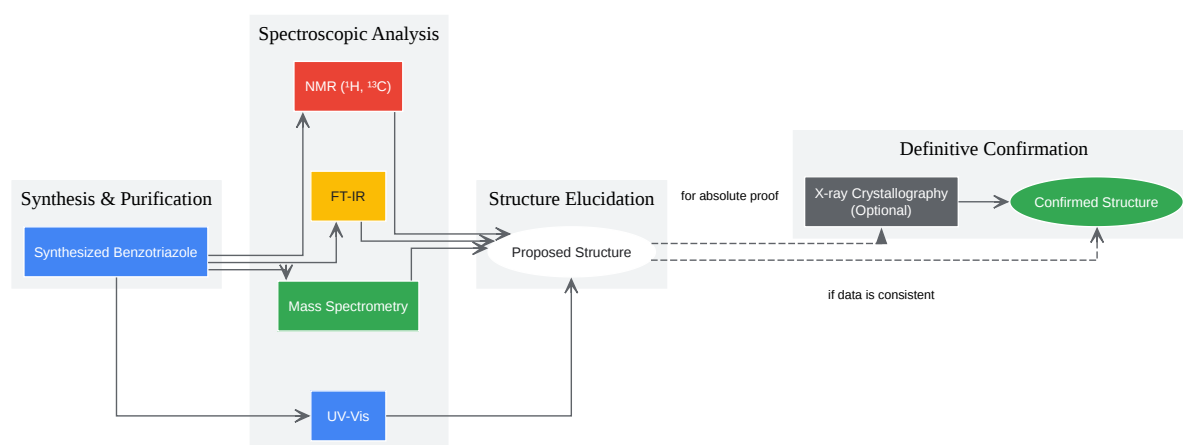 Spectroscopic Analysis
NMR (¹H, ¹³C)
FT-IR
Mass Spectrometry
UV-Vis
Synthesis & Purification
Synthesized Benzotriazole
Structure Elucidation
Proposed Structure
for absolute proof
if data is consistent
Definitive Confirmation
X-ray Crystallography
(Optional)
Confirmed Structure